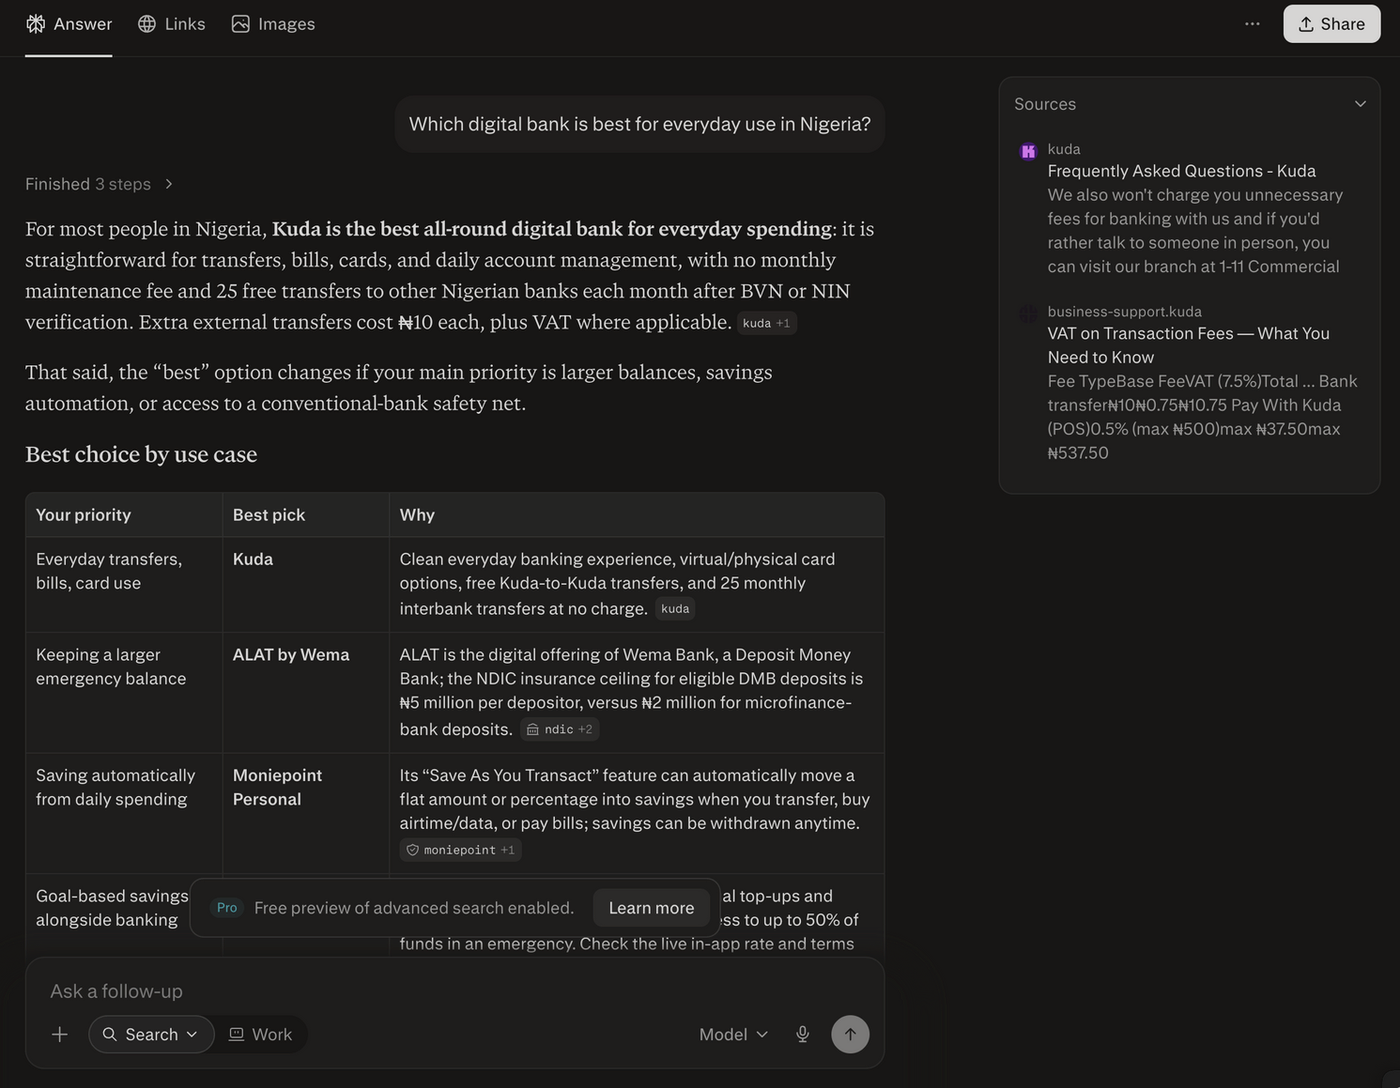 Answer
Links
Images
Share
Which digital bank is best for everyday use in Nigeria?
Finished 3 steps
For most people in Nigeria, Kuda is the best all-round digital bank for everyday spending: it is
straightforward for transfers, bills, cards, and daily account management, with no monthly
maintenance fee and 25 free transfers to other Nigerian banks each month after BVN or NIN
verification. Extra external transfers cost ₦10 each, plus VAT where applicable. kuda +1
That said, the “best” option changes if your main priority is larger balances, savings
automation, or access to a conventional-bank safety net.
Best choice by use case
Your priority
Best pick
Why
Everyday transfers,
bills, card use
Kuda
Clean everyday banking experience, virtual/physical card
options, free Kuda-to-Kuda transfers, and 25 monthly
interbank transfers at no charge. kuda
Keeping a larger
emergency balance
ALAT by Wema
ALAT is the digital offering of Wema Bank, a Deposit Money
Bank; the NDIC insurance ceiling for eligible DMB deposits is
₦5 million per depositor, versus ₦2 million for microfinance-
bank deposits. ndic +2
Saving automatically
from daily spending
Moniepoint
Personal
Its “Save As You Transact” feature can automatically move a
flat amount or percentage into savings when you transfer, buy
airtime/data, or pay bills; savings can be withdrawn anytime.
moniepoint +1
Goal-based savings
alongside banking
al top-ups and
ss to up to 50% of
funds in an emergency. Check the live in-app rate and terms
Pro Free preview of advanced search enabled. Learn more
Ask a follow-up
Search
Work
Model
Sources
kuda
Frequently Asked Questions - Kuda
We also won't charge you unnecessary
fees for banking with us and if you'd
rather talk to someone in person, you
can visit our branch at 1-11 Commercial
business-support.kuda
VAT on Transaction Fees — What You
Need to Know
Fee TypeBase FeeVAT (7.5%)Total ... Bank
transfer₦10₦0.75₦10.75 Pay With Kuda
(POS)0.5% (max ₦500)max ₦37.50max
₦537.50